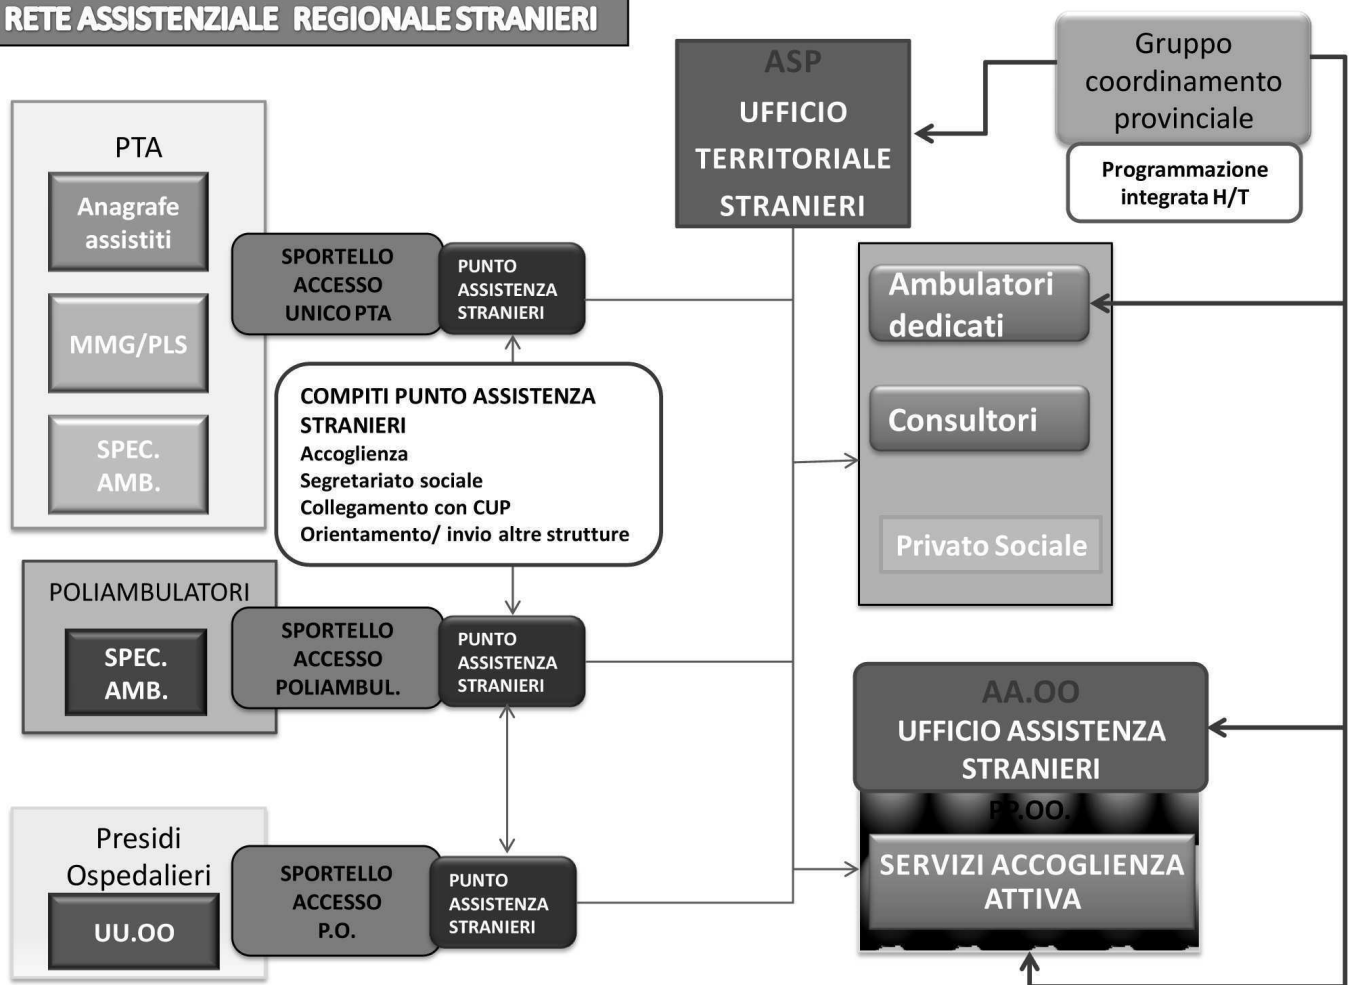 RETE ASSISTENZIALE REGIONALE STRANIERI
PTA
Anagrafe
assistiti
MMG/PLS
SPEC.
AMB.
SPORTELLO
ACCESSO
UNICO PTA
PUNTO
ASSISTENZA
STRANIERI
COMPITI PUNTO ASSISTENZA
STRANIERI
Accoglienza
Segretariato sociale
Collegamento con CUP
Orientamento/ invio altre strutture
POLIAMBULATORI
SPEC.
AMB.
SPORTELLO
ACCESSO
POLIAMBUL.
PUNTO
ASSISTENZA
STRANIERI
Presidi
Ospedalieri
UU.OO
SPORTELLO
ACCESSO
P.O.
PUNTO
ASSISTENZA
STRANIERI
ASP
UFFICIO
TERRITORIALE
STRANIERI
Gruppo
coordinamento
provinciale
Programmazione
integrata H/T
Ambulatori
dedicati
Consultori
Privato Sociale
AA.OO
UFFICIO ASSISTENZA
STRANIERI
PP.OO.
SERVIZI ACCOGLIENZA
ATTIVA